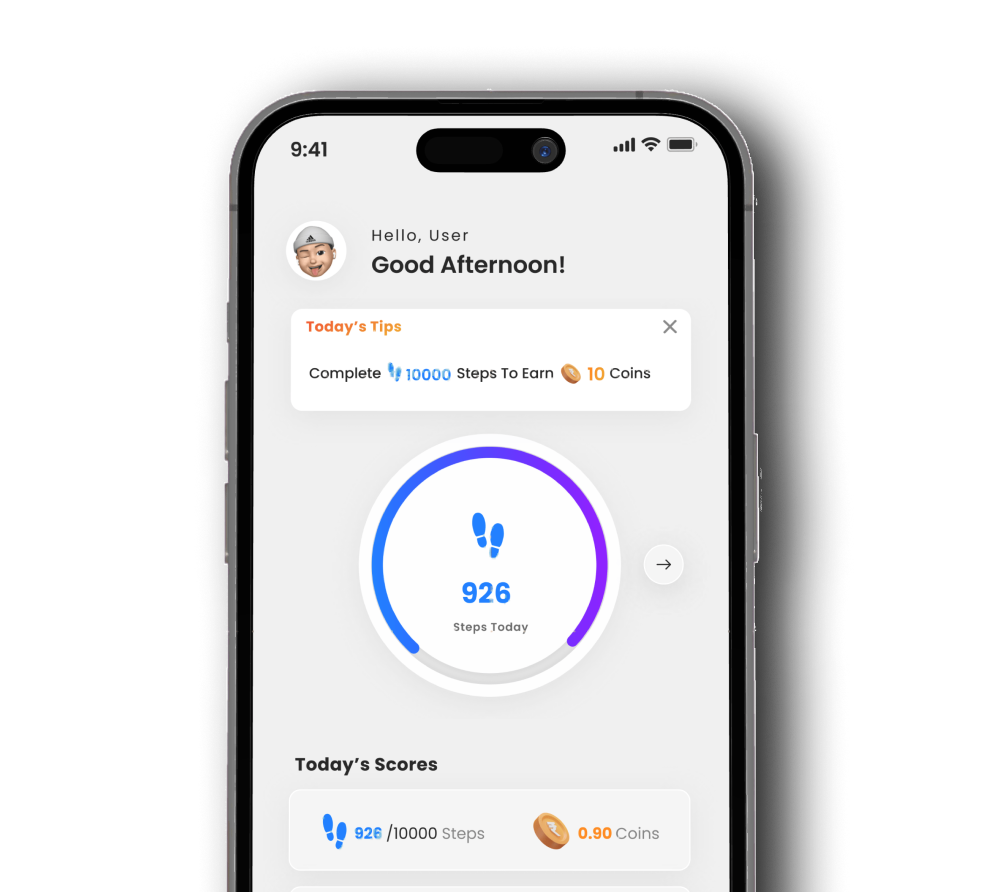 9:41
Hello, User
Good Afternoon!
Today's Tips
Complete 10000 Steps To Earn 10 Coins
926
Steps Today
Today's Scores
926 /10000 Steps 0.90 Coins